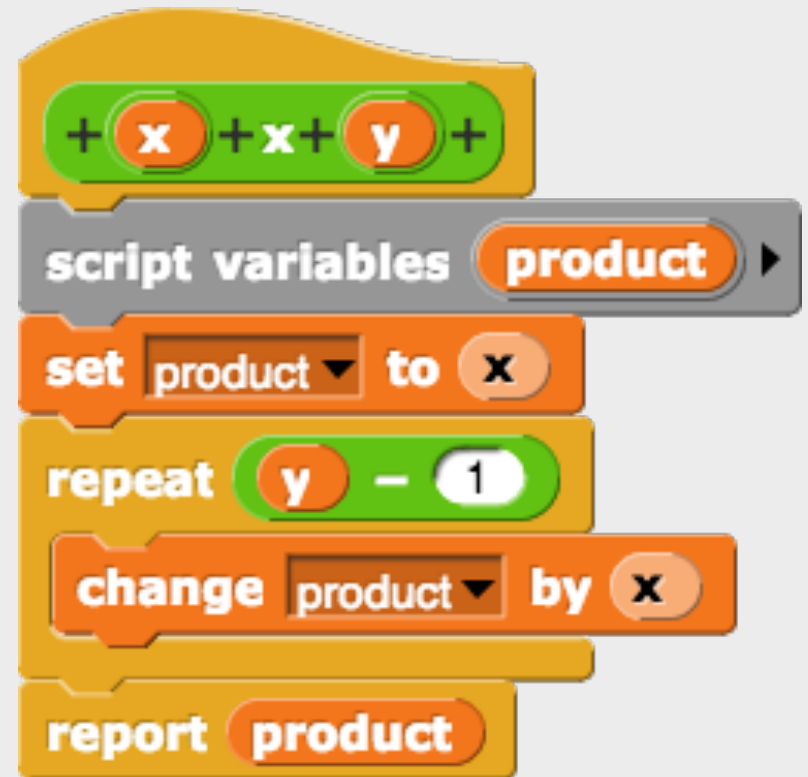 + x + x + y +
script variables product
set product to x
repeat y - 1
change product by x
report product